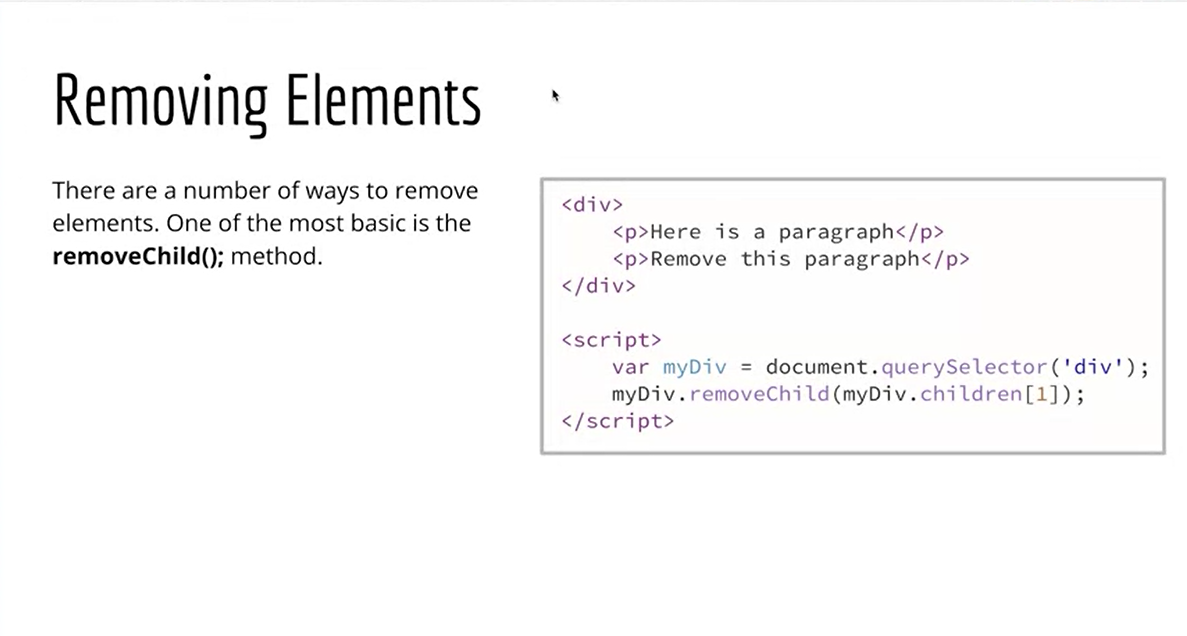 Removing Elements
There are a number of ways to remove
elements. One of the most basic is the
removeChild(); method.
<div>
    <p>Here is a paragraph</p>
    <p>Remove this paragraph</p>
</div>
<script>
    var myDiv = document.querySelector('div');
    myDiv.removeChild(myDiv.children[1]);
</script>